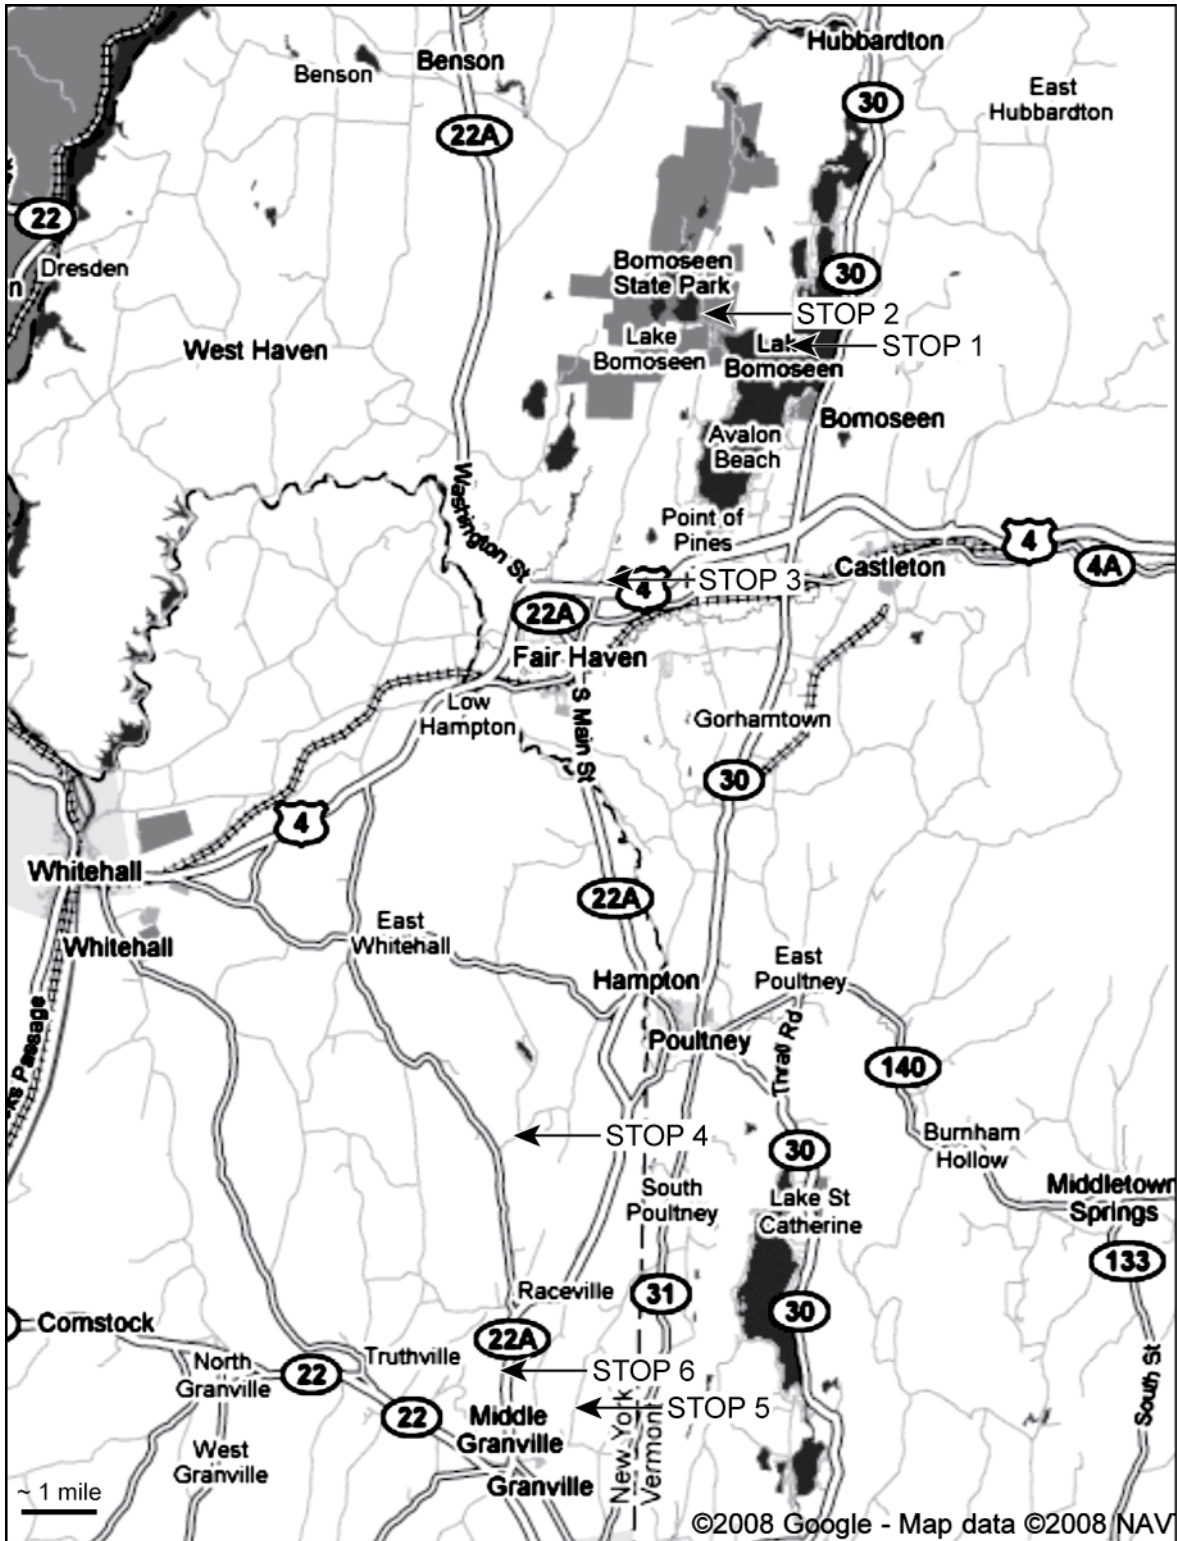 Hubbardton
Benson
Benson
East
Hubbardton
30
22A
22
Dresden
30
Bomoseen
State Park
STOP 2
Lake
Bomoseen
STOP 1
West Haven
Bomoseen
Bomoseen
Avalon
Beach
Washington St
Point of
Pines
4
Castleton
4A
STOP 3
4
22A
Fair Haven
Low
Hampton
S Main St
Gorhamtown
30
4
Whitehall
22A
East
Whitehall
Whitehall
Hampton
East
Poultney
Poultney
Thrall Rd
Passage
140
STOP 4
30
Burnham
Hollow
South
Poultney
Lake St
Catherine
Middletown
Springs
133
Raceville
31
30
Comstock
22A
Truthville
North
Granville
22
STOP 6
South St
22
Middle
Granville
STOP 5
West
Granville
Granville
New York
Vermont
~ 1 mile
©2008 Google - Map data ©2008 NAV